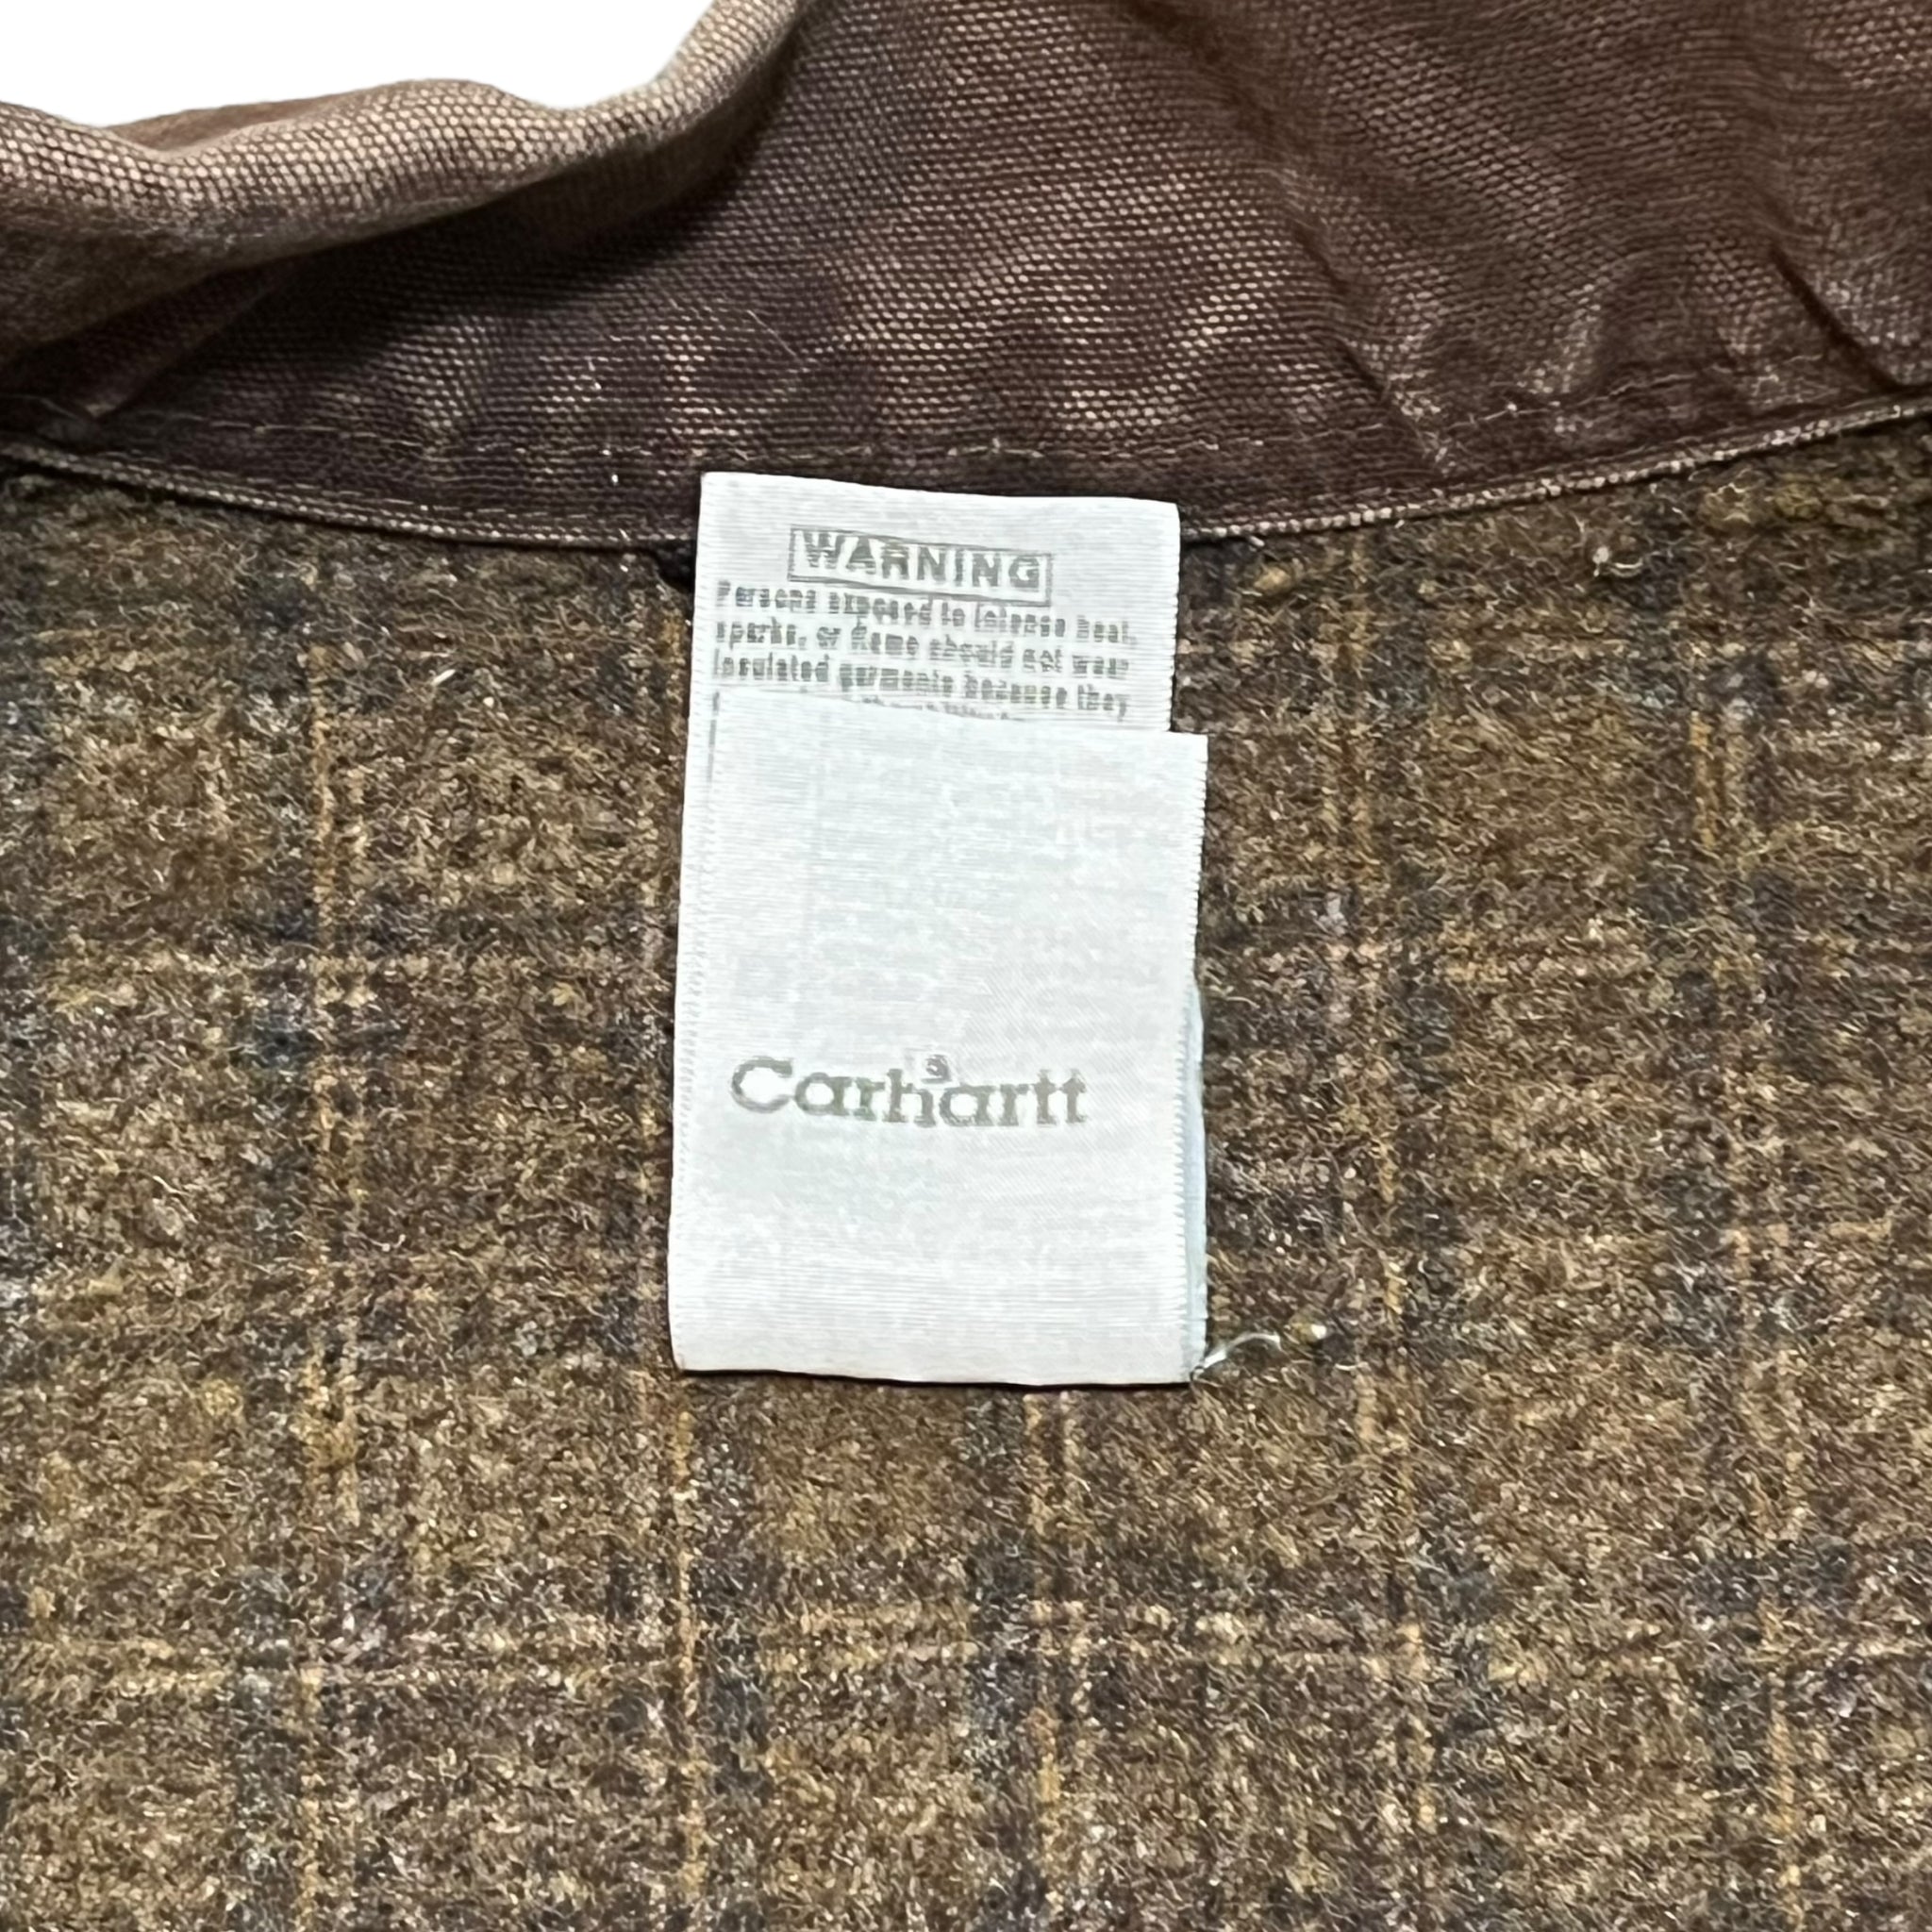 WARNING
Persons exposed to intense heat,
sparks, or flame should not wear
insulated garments because they
Carhartt